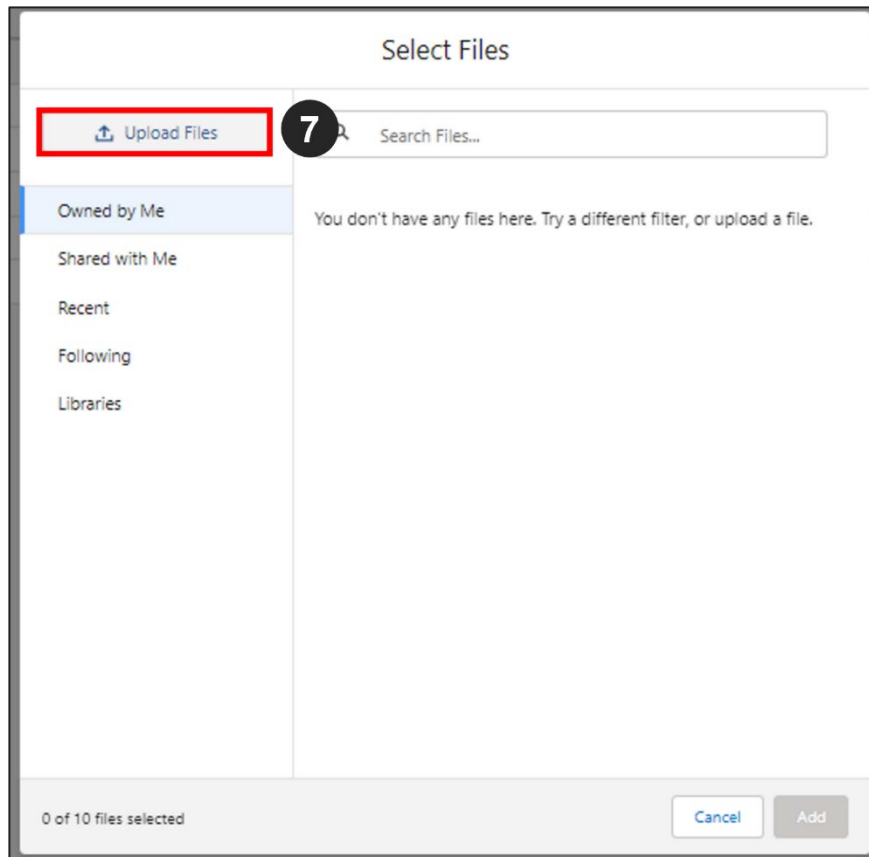 Select Files
Upload Files
7
Search Files...
Owned by Me
You don't have any files here. Try a different filter, or upload a file.
Shared with Me
Recent
Following
Libraries
0 of 10 files selected
Cancel
Add